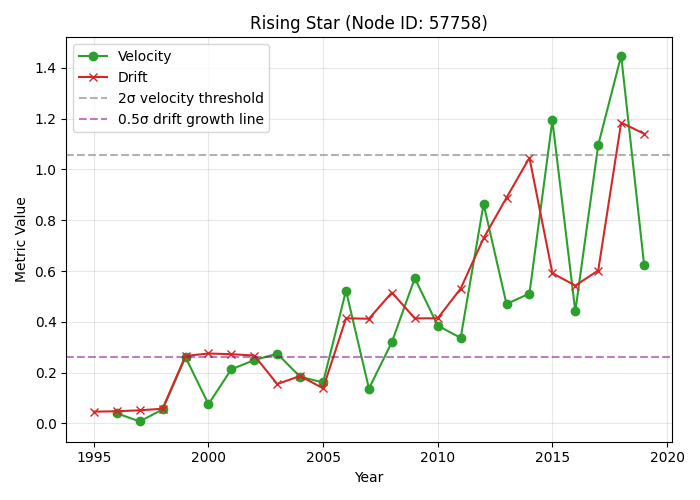 Rising Star (Node ID: 57758)
Velocity
Drift
2σ velocity threshold
0.5σ drift growth line
Metric Value
1.4
1.2
1.0
0.8
0.6
0.4
0.2
0.0
1995
2000
2005
2010
2015
2020
Year